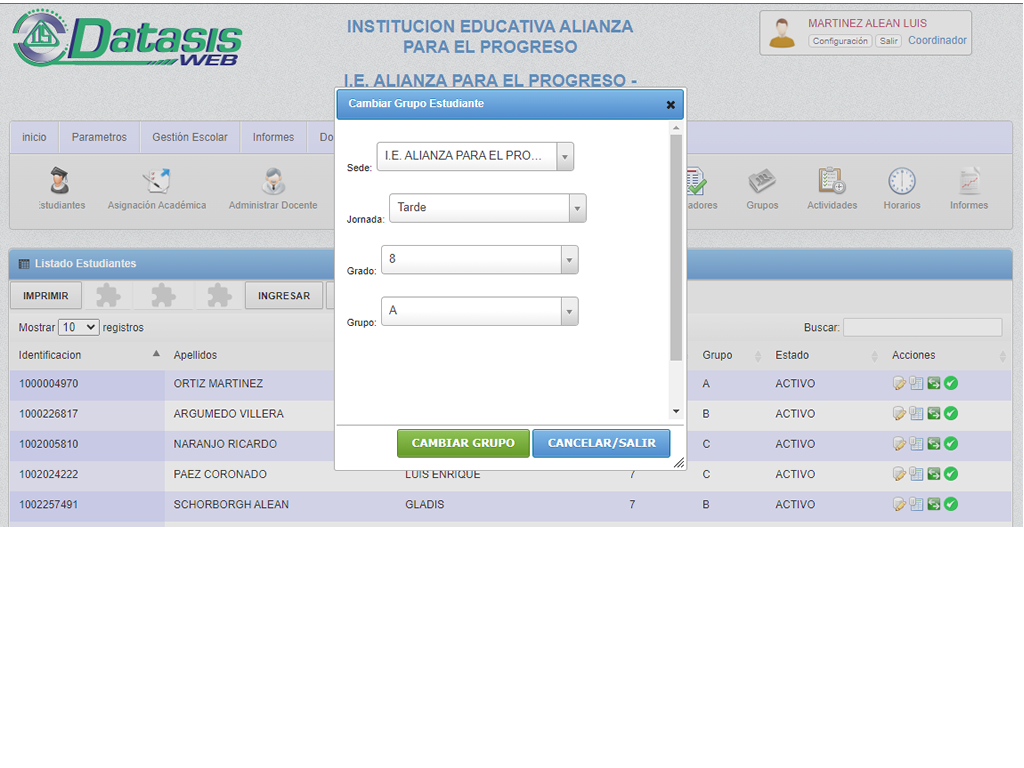 Datasis
WEB
INSTITUCION EDUCATIVA ALIANZA
PARA EL PROGRESO
I.E. ALIANZA PARA EL PROGRESO -
MARTINEZ ALEAN LUIS
Configuración Salir Coordinador
inicio Parametros Gestión Escolar Informes Do
Estudiantes Asignación Académica Administrar Docente
adores Grupos Actividades Horarios Informes
Cambiar Grupo Estudiante
Sede: I.E. ALIANZA PARA EL PRO...
Jornada: Tarde
Grado: 8
Grupo: A
CAMBIAR GRUPO CANCELAR/SALIR
Listado Estudiantes
IMPRIMIR INGRESAR
Mostrar 10 registros Buscar:
Identificacion Apellidos Grupo Estado Acciones
1000004970 ORTIZ MARTINEZ A ACTIVO
1000226817 ARGUMEDO VILLERA B ACTIVO
1002005810 NARANJO RICARDO C ACTIVO
1002024222 PAEZ CORONADO LUIS ENRIQUE 7 C ACTIVO
1002257491 SCHORBORGH ALEAN GLADIS 7 B ACTIVO